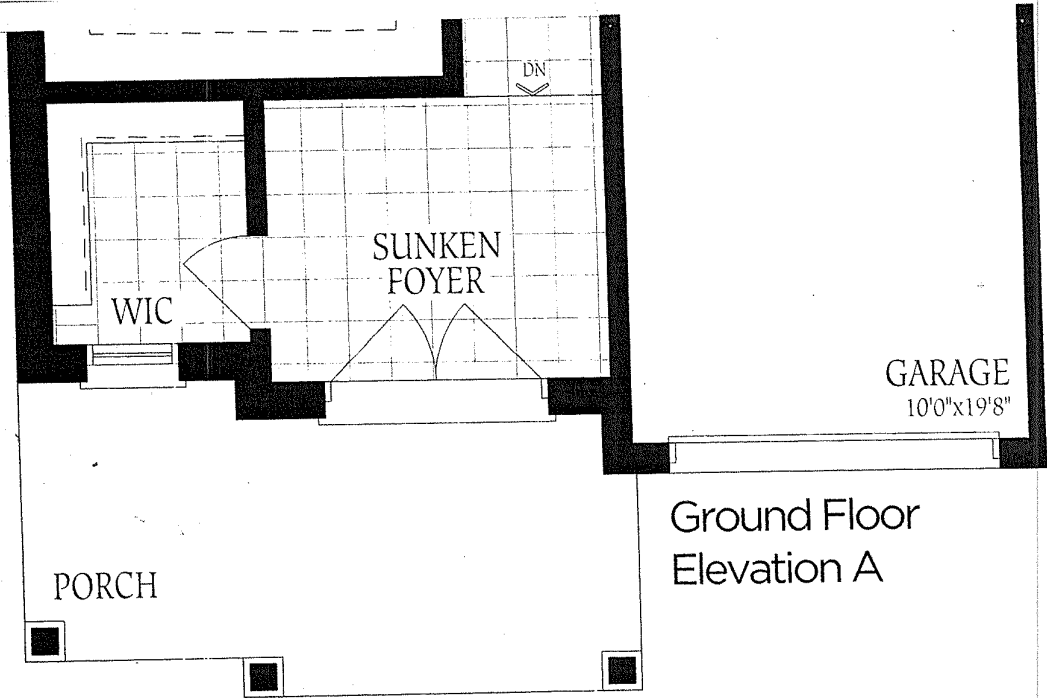 DN
SUNKEN
FOYER
WIC
GARAGE
10'0"x19'8"
Ground Floor
Elevation A
PORCH